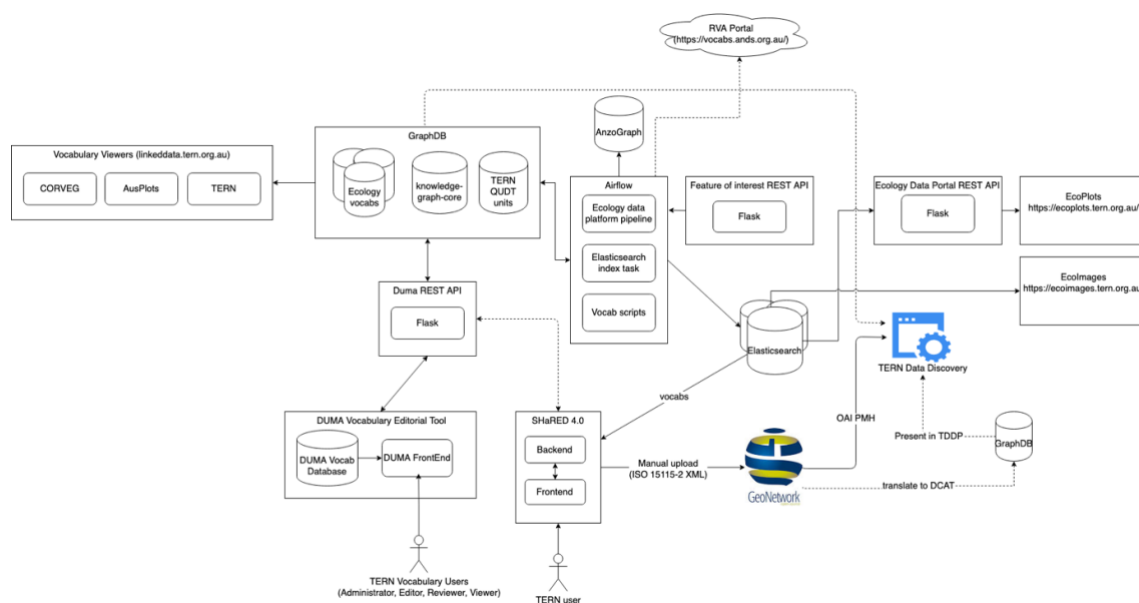 RVA Portal
(https://vocabs.ands.org.au/)
AnzoGraph
GraphDB
Ecology
vocabs
knowledge-
graph-core
TERN
QUDT
units
Vocabulary Viewers (linkeddata.tern.org.au)
CORVEG
AusPlots
TERN
Airflow
Ecology data
platform pipeline
Elasticsearch
index task
Vocab scripts
Feature of interest REST API
Flask
Ecology Data Portal REST API
Flask
EcoPlots
https://ecoplots.tern.org.au/
EcoImages
https://ecoimages.tern.org.au
Duma REST API
Flask
Elasticsearch
TERN Data Discovery
vocabs
OAI PMH
Present in TDDP
GraphDB
DUMA Vocabulary Editorial Tool
DUMA Vocab
Database
DUMA FrontEnd
SHaRED 4.0
Backend
Frontend
Manual upload
(ISO 15115-2 XML)
GeoNetwork
translate to DCAT
TERN Vocabulary Users
(Administrator, Editor, Reviewer, Viewer)
TERN user